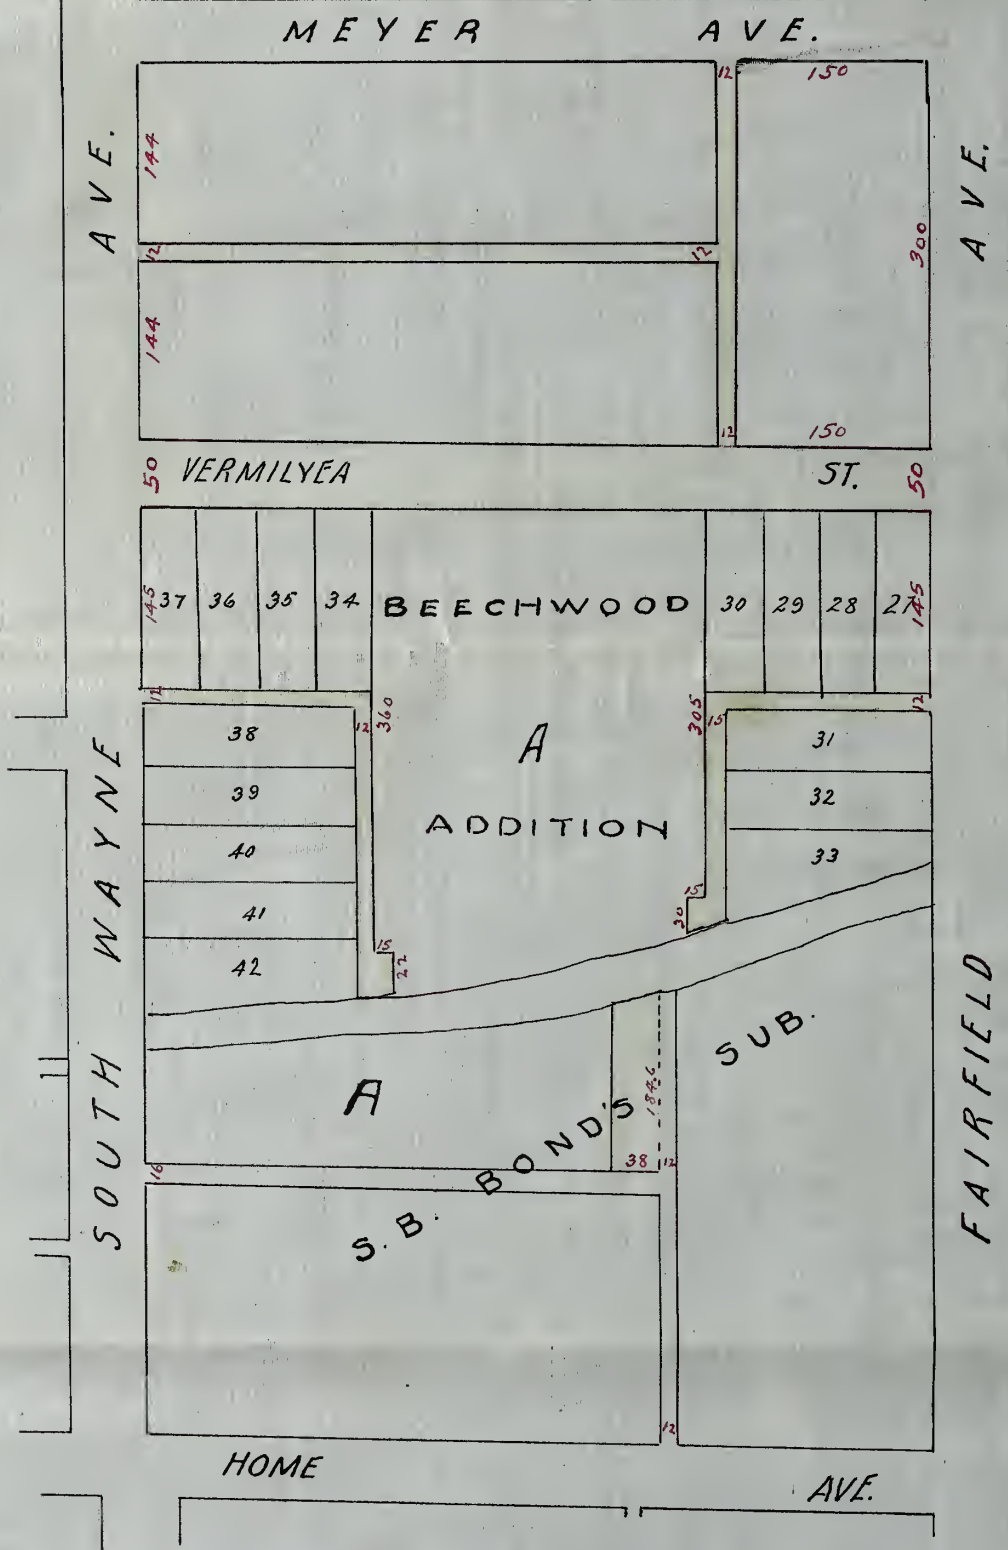 MEYER AVE.
12 150
144
AVE.
AVE.
300
12 12
144
12 150
50 VERMILYEA ST. 50
145 37 36 35 34 BEECHWOOD 30 29 28 27 145
12 12
12 360 305 15
38 A 31
39 32
ADDITION
40 33
41 15
30
42 15
22
SOUTH WAYNE
FAIRFIELD
A
S.B. BOND'S SUB.
184.6
16 38 12
12
HOME AVE.